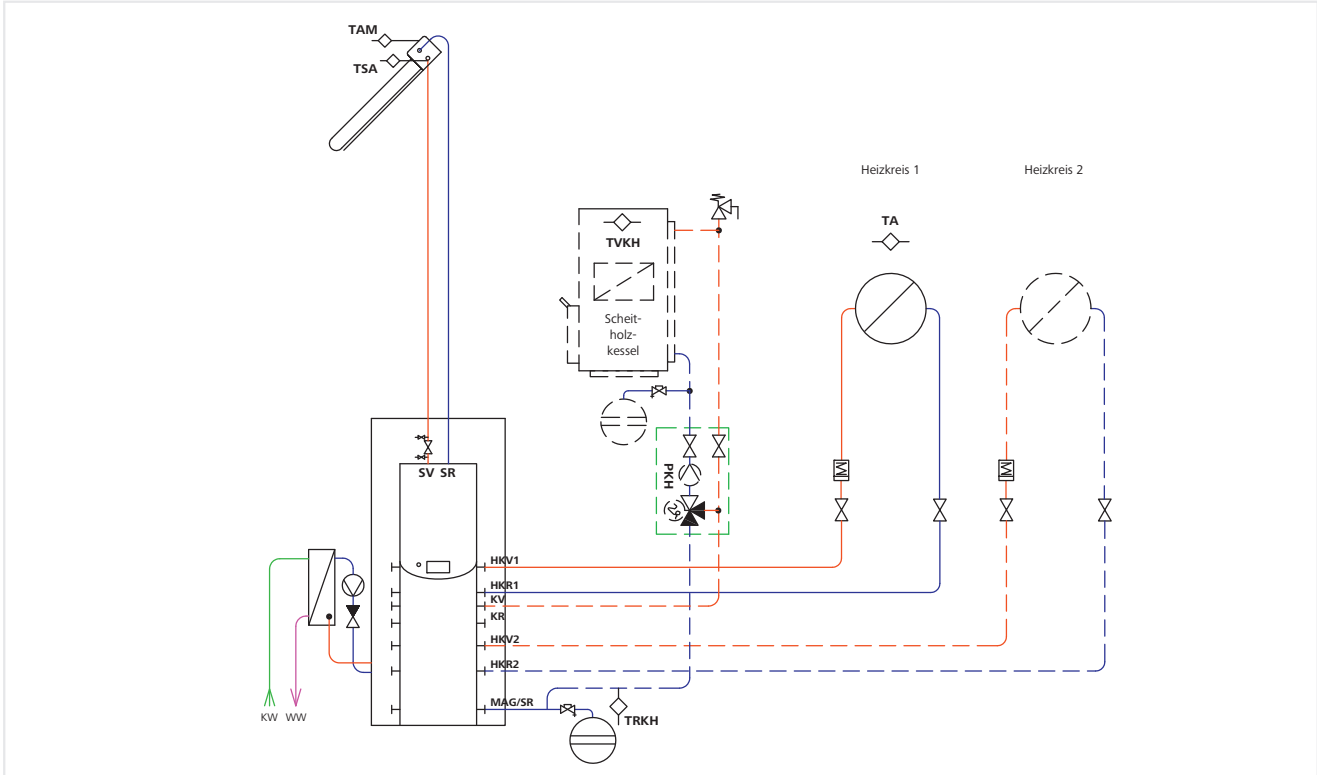 TAM
TSA
Heizkreis 1
Heizkreis 2
TA
TVKH
Scheit-
holz-
kessel
PKH
SV SR
HKV1
HKR1
KV
KR
HKV2
HKR2
MAG/SR
TRKH
KW WW